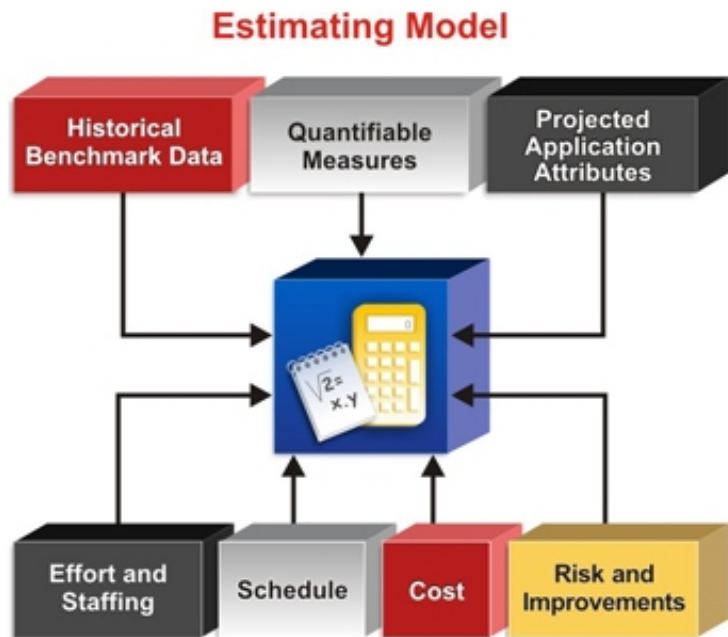 Estimating Model
Historical
Benchmark Data
Quantifiable
Measures
Projected
Application
Attributes
0
√2=
x.y
Effort and
Staffing
Schedule
Cost
Risk and
Improvements